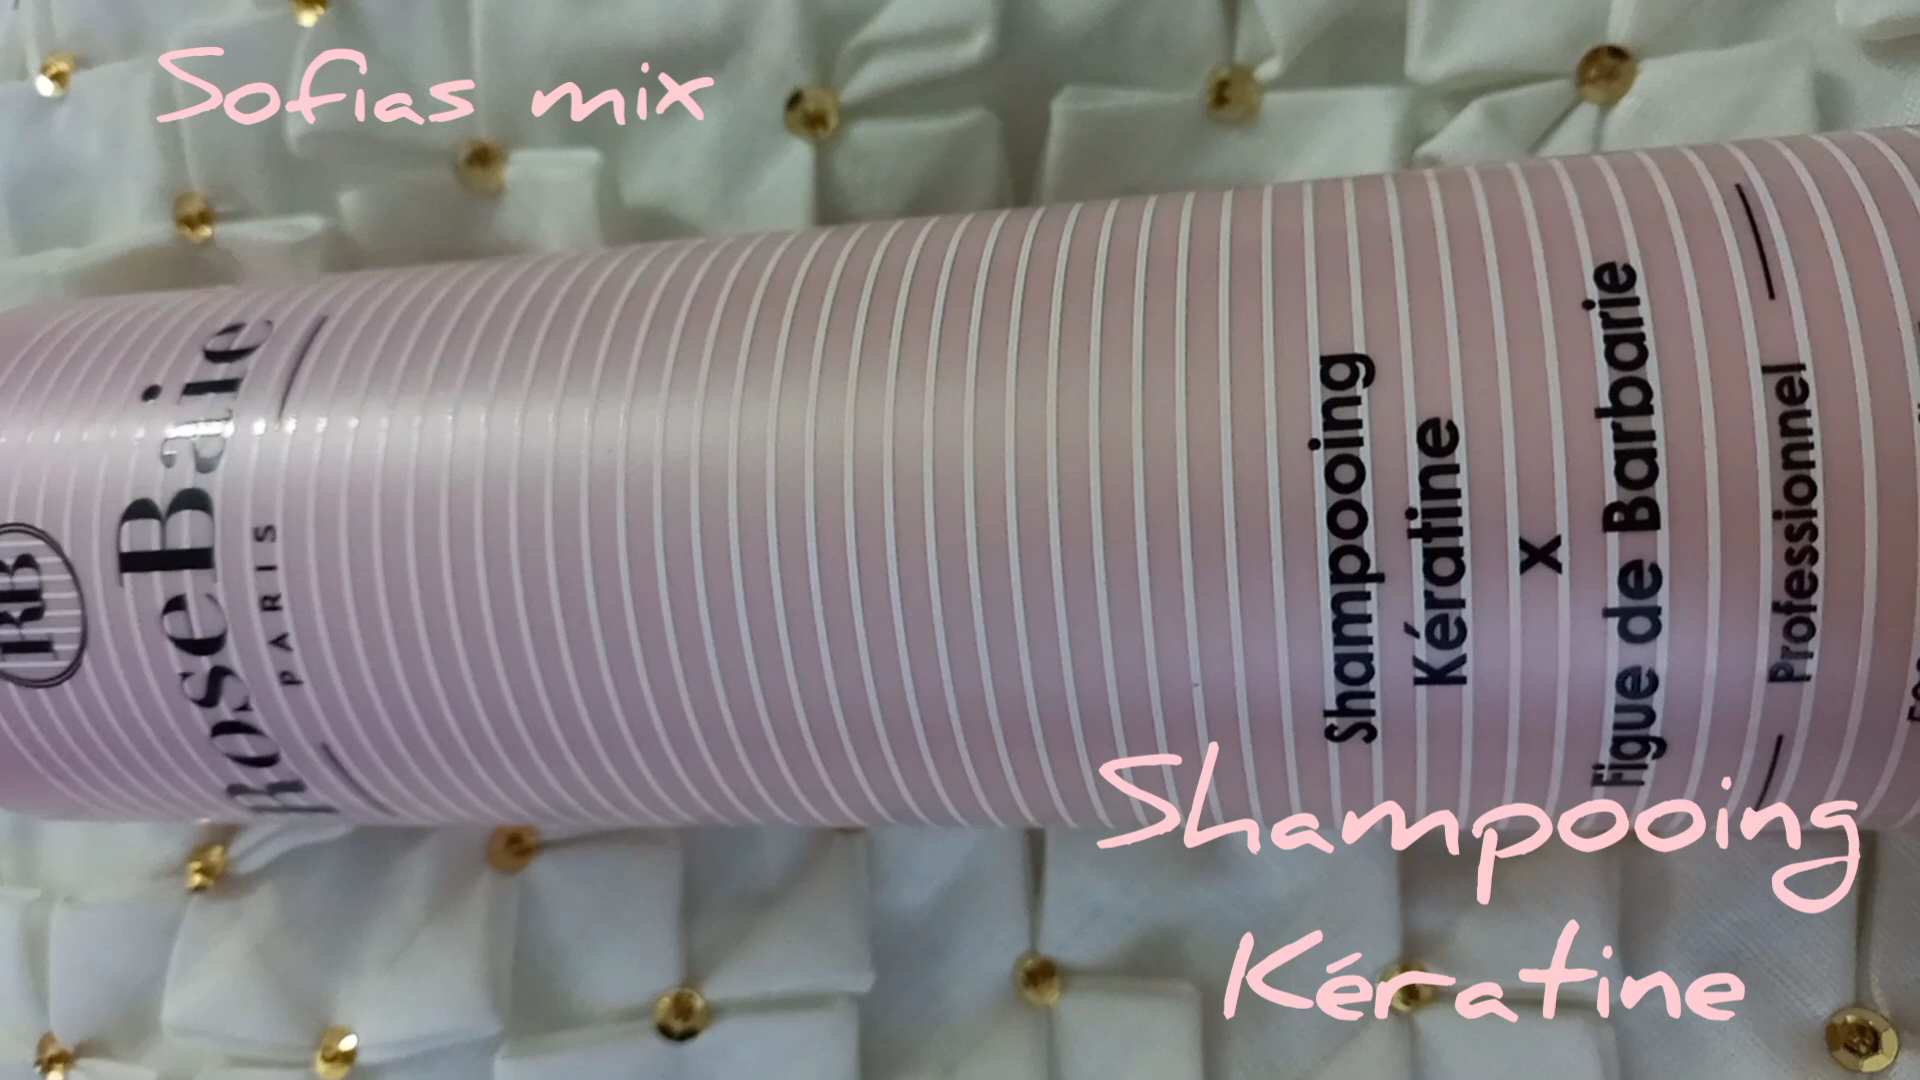 Sofias mix
RB
RoseBaie
PARIS
Shampooing
Kératine
x
Figue de Barbarie
Professionnel
Shampooing
Kératine